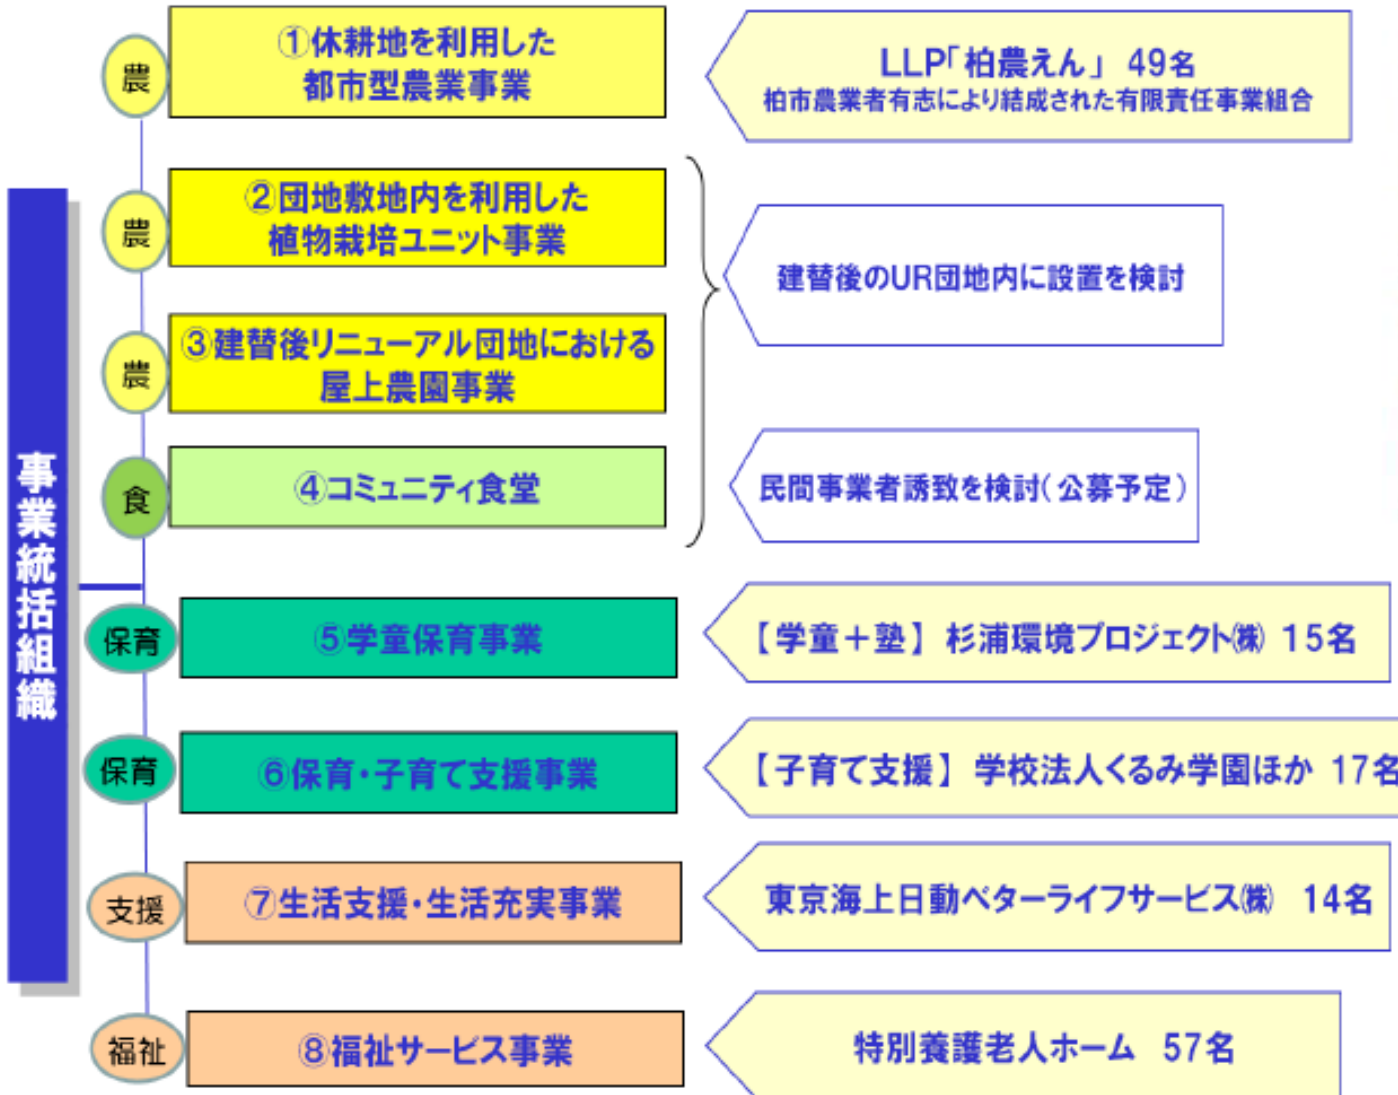 事業統括組織
農
①休耕地を利用した
都市型農業事業
LLP「柏農えん」 49名
柏市農業者有志により結成された有限責任事業組合
農
②団地敷地内を利用した
植物栽培ユニット事業
建替後のUR団地内に設置を検討
農
③建替後リニューアル団地における
屋上農園事業
食
④コミュニティ食堂
民間事業者誘致を検討(公募予定)
保育
⑤学童保育事業
【学童+塾】 杉浦環境プロジェクト㈱ 15名
保育
⑥保育・子育て支援事業
【子育て支援】 学校法人くるみ学園ほか 17名
支援
⑦生活支援・生活充実事業
東京海上日動ベターライフサービス㈱ 14名
福祉
⑧福祉サービス事業
特別養護老人ホーム 57名